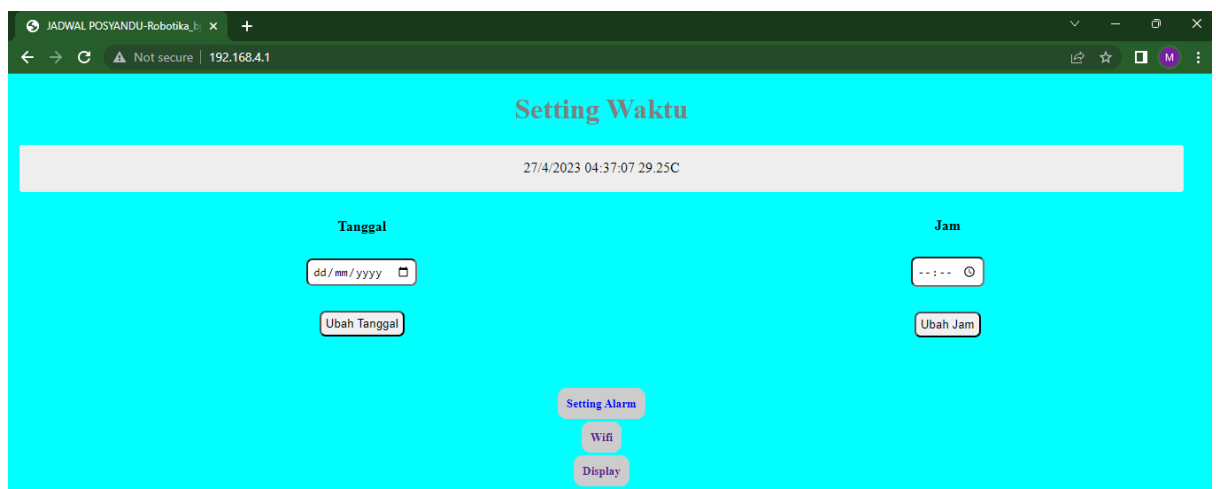 JADWAL POSYANDU-Robotika_b
Not secure | 192.168.4.1
M
Setting Waktu
27/4/2023 04:37:07 29.25C
Tanggal
Jam
dd/mm/yyyy
--:--
Ubah Tanggal
Ubah Jam
Setting Alarm
Wifi
Display